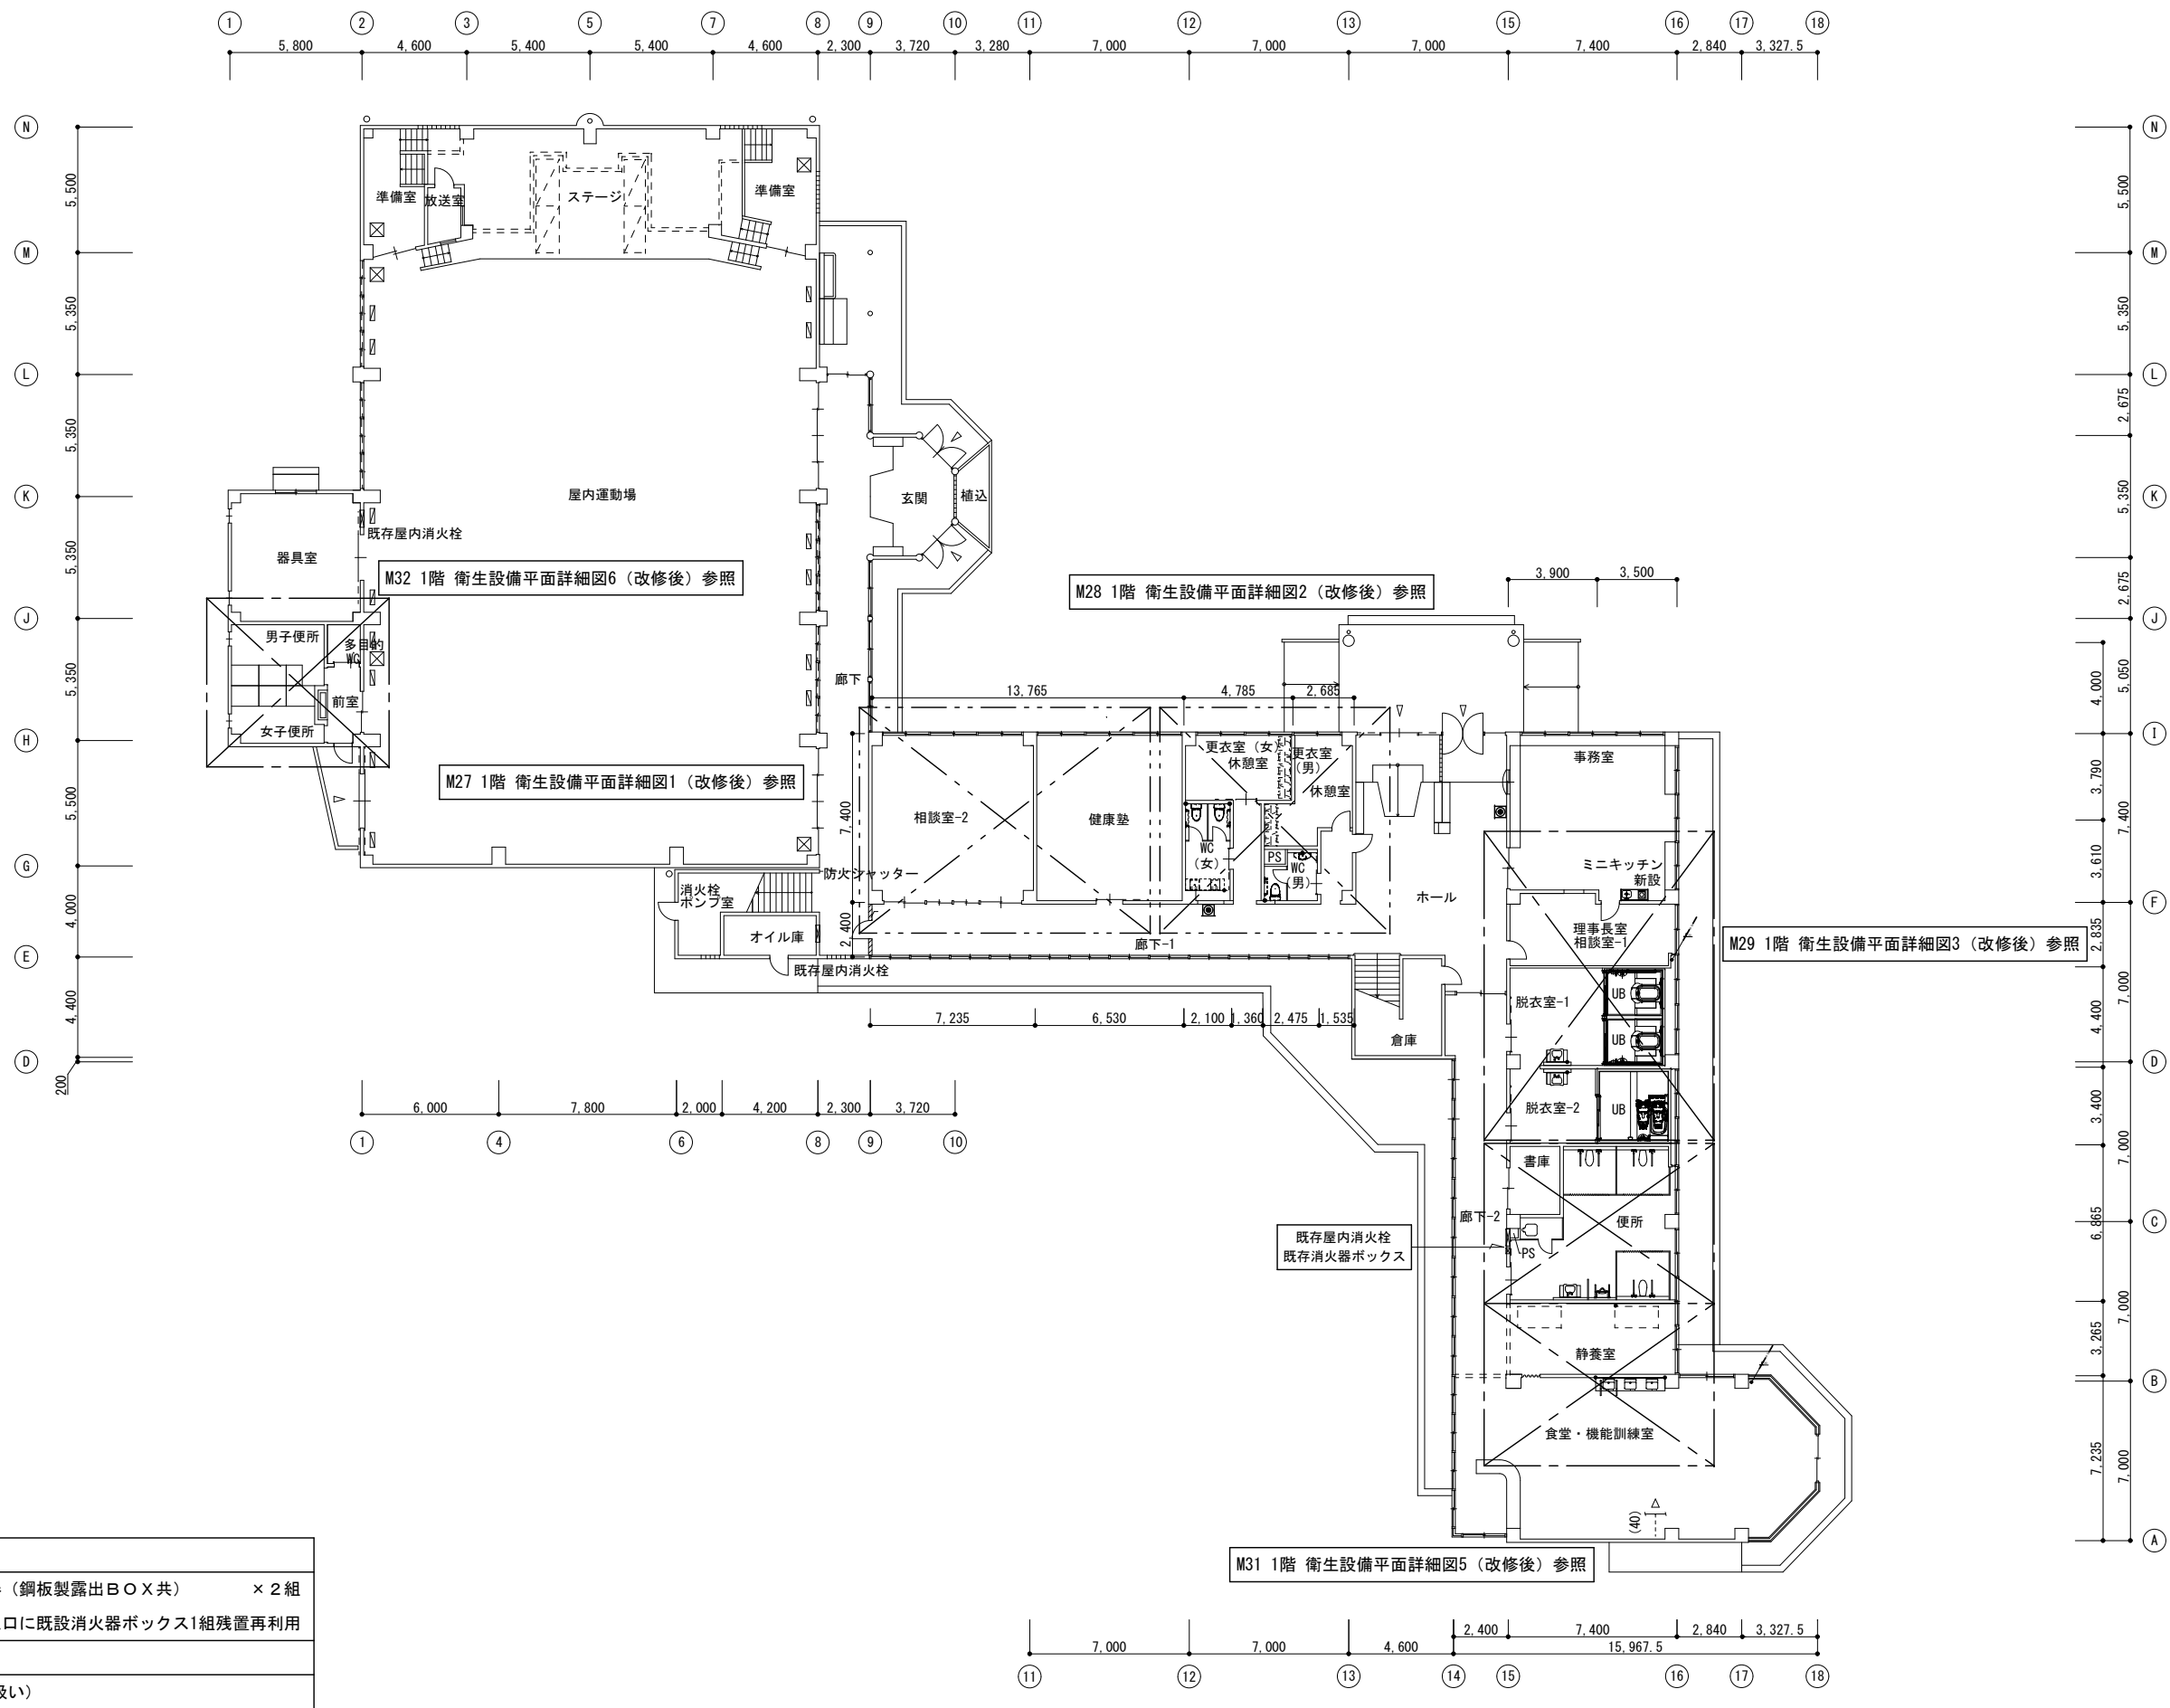 1 2 3 5 7 8 9 10 11 12 13 15 16 17 18
5,800 4,600 5,400 5,400 4,600 2,300 3,720 3,280 7,000 7,000 7,000 7,400 2,840 3,327.5
N
M
L
K
J
H
G
E
D
5,500
5,350
5,350
5,350
5,350
5,500
4,000
4,400
200
準備室
放送室
ステージ
準備室
屋内運動場
玄関
植込
既存屋内消火栓
器具室
M32 1階 衛生設備平面詳細図6(改修後)参照
M28 1階 衛生設備平面詳細図2(改修後)参照
3,900 3,500
男子便所
多目的
WC
前室
女子便所
廊下
13,765 4,785 2,685
M27 1階 衛生設備平面詳細図1(改修後)参照
更衣室(女)
休憩室
更衣室
(男)
休憩室
事務室
7,400
2,400
相談室-2
健康塾
WC
(女)
PS
WC
(男)
ミニキッチン
新設
ホール
防火シャッター
消火栓
ポンプ室
オイル庫
既存屋内消火栓
廊下-1
理事長室
相談室-1
M29 1階 衛生設備平面詳細図3(改修後)参照
7,235 6,530 2,100 1,360 2,475 1,535
倉庫
脱衣室-1
UB
UB
脱衣室-2
UB
6,000 7,800 2,000 4,200 2,300 3,720
1 4 6 8 9 10
書庫
廊下-2
便所
PS
既存屋内消火栓
既存消火器ボックス
静養室
食堂・機能訓練室
(40)
M31 1階 衛生設備平面詳細図5(改修後)参照
N
M
L
K
J
I
F
E
D
C
B
A
5,500
5,350
2,675
5,350
2,675
5,050
7,400
7,000
7,000
7,000
7,000
4,000
3,790
3,610
2,835
4,400
3,400
6,865
3,265
7,235
(鋼板製露出BOX共) ×2組
ロに既設消火器ボックス1組残置再利用
扱い)
2,400 7,400 2,840 3,327.5
7,000 7,000 4,600 15,967.5
11 12 13 14 15 16 17 18